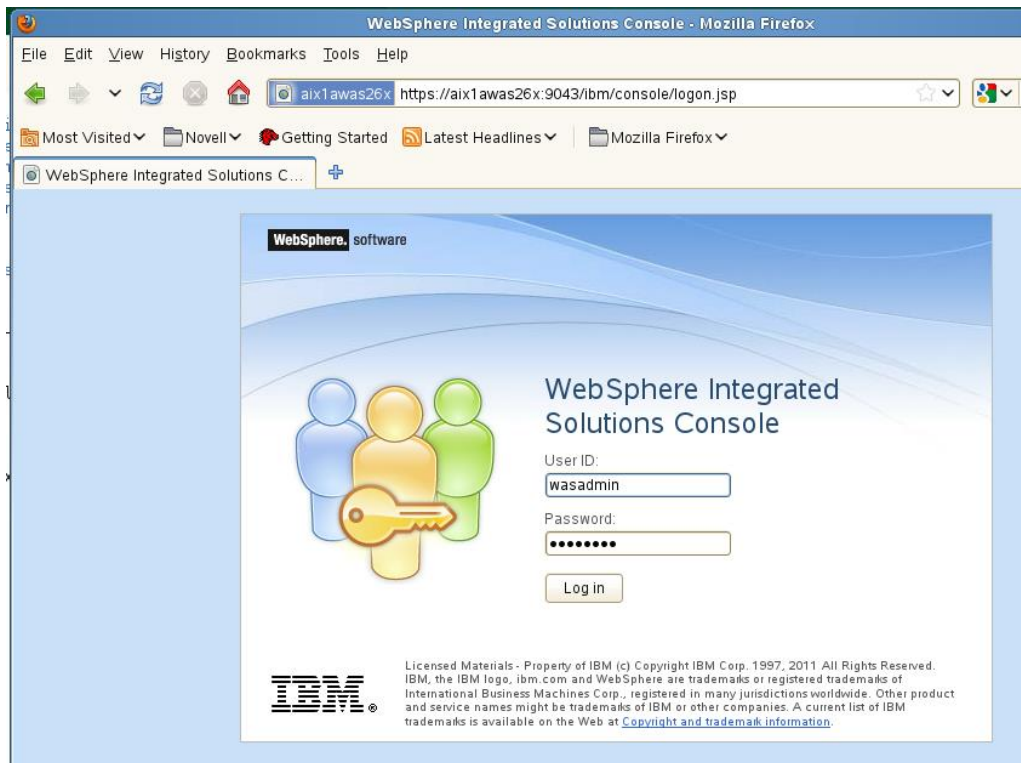 WebSphere Integrated Solutions Console - Mozilla Firefox
File Edit View History Bookmarks Tools Help
aix1awas26x https://aix1awas26x:9043/ibm/console/logon.jsp
Most Visited Novell Getting Started Latest Headlines Mozilla Firefox
WebSphere Integrated Solutions C...
WebSphere. software
WebSphere Integrated
Solutions Console
User ID:
wasadmin
Password:
••••••••
Log in
IBM®
Licensed Materials - Property of IBM (c) Copyright IBM Corp. 1997, 2011 All Rights Reserved.
IBM, the IBM logo, ibm.com and WebSphere are trademarks or registered trademarks of
International Business Machines Corp., registered in many jurisdictions worldwide. Other product
and service names might be trademarks of IBM or other companies. A current list of IBM
trademarks is available on the Web at Copyright and trademark information.